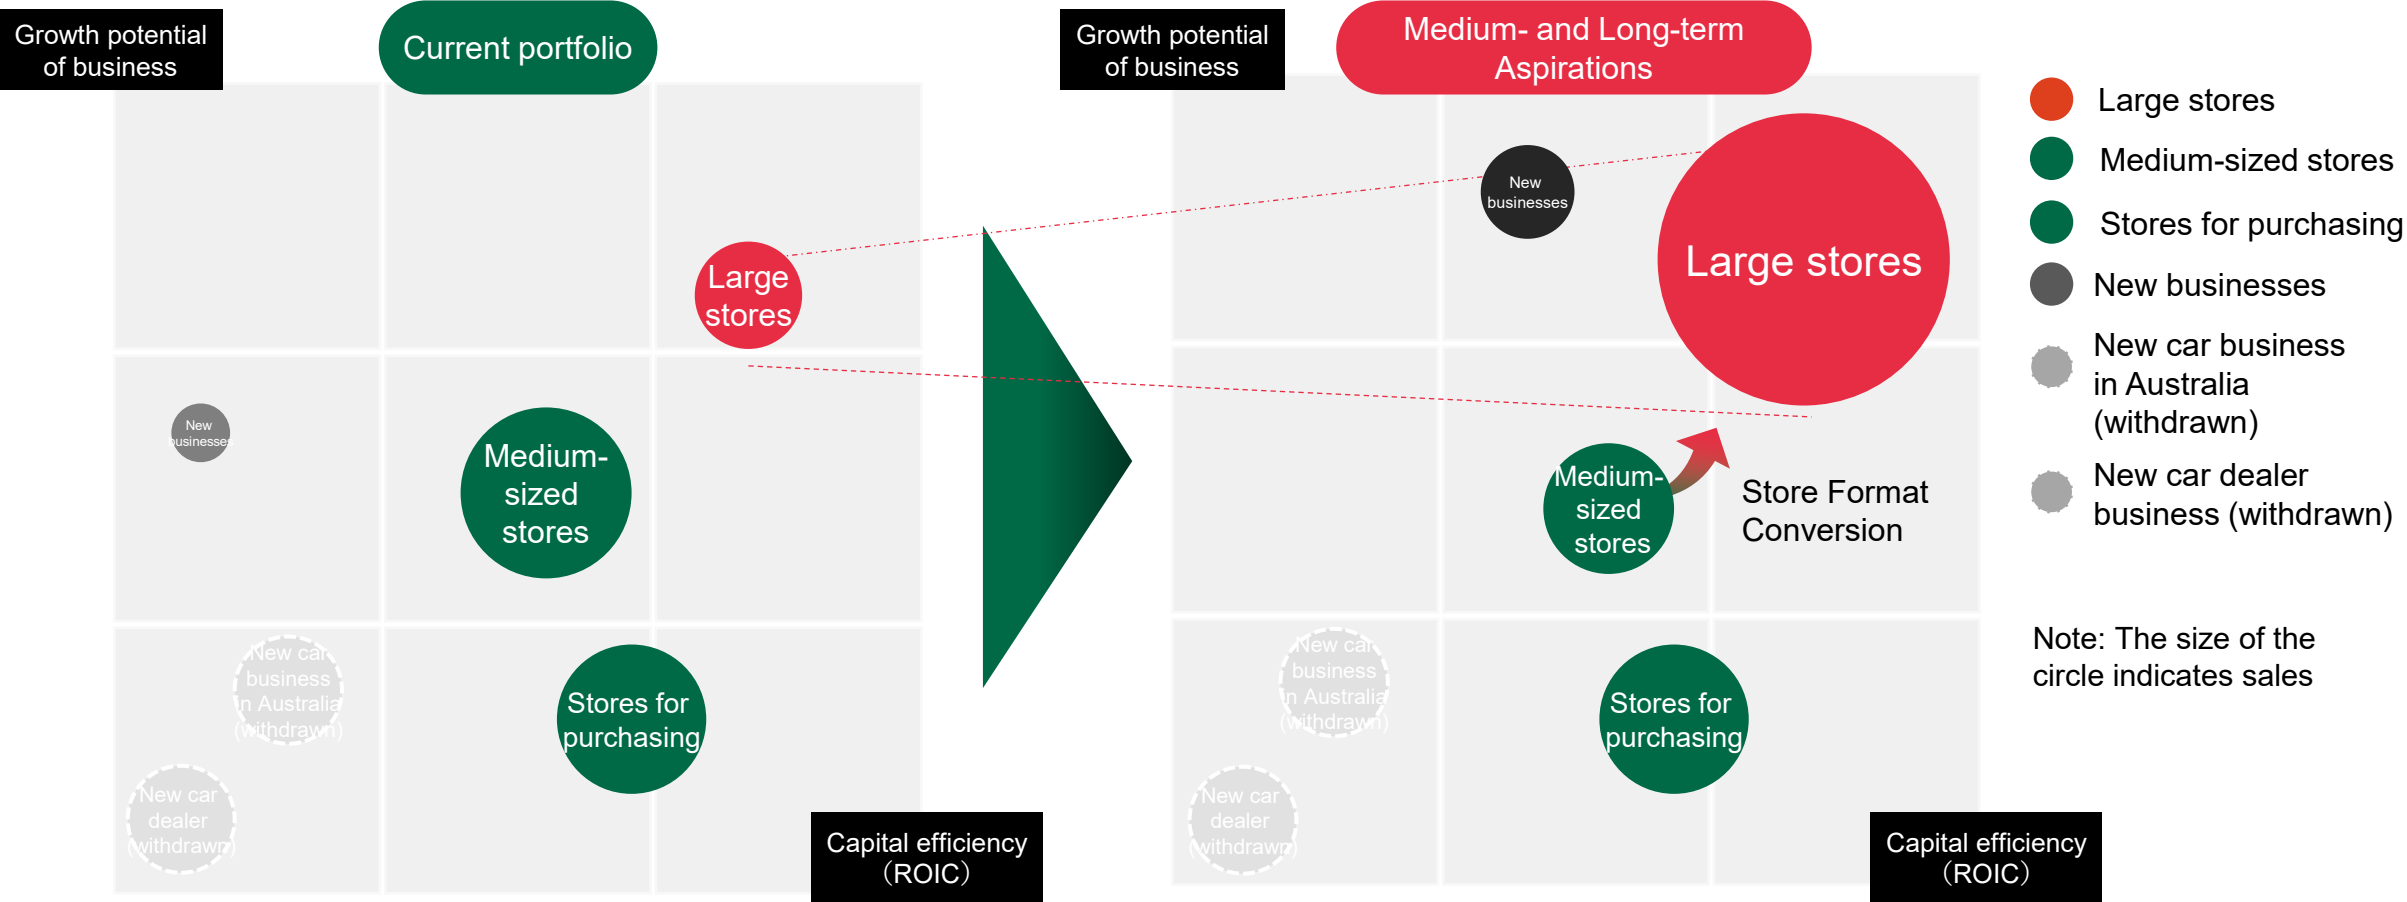 Growth potential
of business
Current portfolio
Large
stores
New
businesses
Medium-
sized
stores
New car
business
in Australia
(withdrawn)
Stores for
purchasing
New car
dealer
(withdrawn)
Capital efficiency
（ROIC）
Growth potential
of business
Medium- and Long-term
Aspirations
New
businesses
Large stores
Medium-
sized
stores
Store Format
Conversion
New car
business
in Australia
(withdrawn)
Stores for
purchasing
New car
dealer
(withdrawn)
Capital efficiency
（ROIC）
Large stores
Medium-sized stores
Stores for purchasing
New businesses
New car business
in Australia
(withdrawn)
New car dealer
business (withdrawn)
Note: The size of the
circle indicates sales